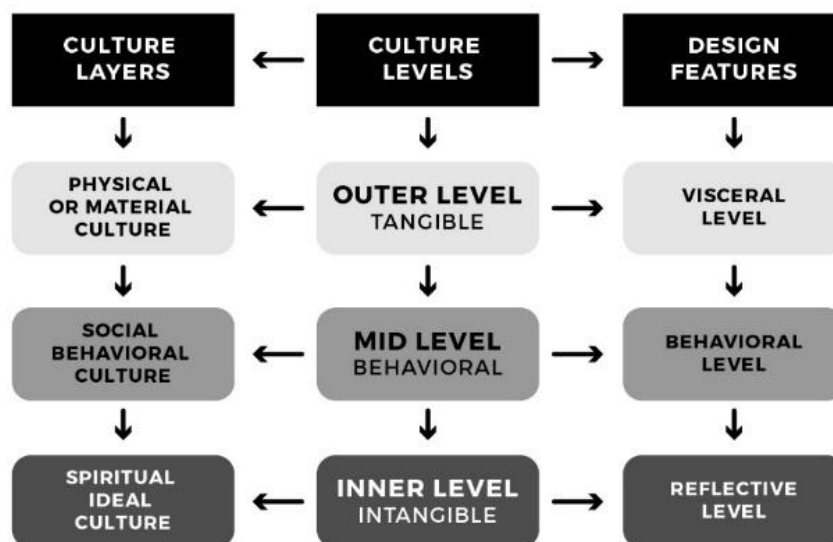 CULTURE
LAYERS
CULTURE
LEVELS
DESIGN
FEATURES
PHYSICAL
OR MATERIAL
CULTURE
OUTER LEVEL
TANGIBLE
VISCERAL
LEVEL
SOCIAL
BEHAVIORAL
CULTURE
MID LEVEL
BEHAVIORAL
BEHAVIORAL
LEVEL
SPIRITUAL
IDEAL
CULTURE
INNER LEVEL
INTANGIBLE
REFLECTIVE
LEVEL